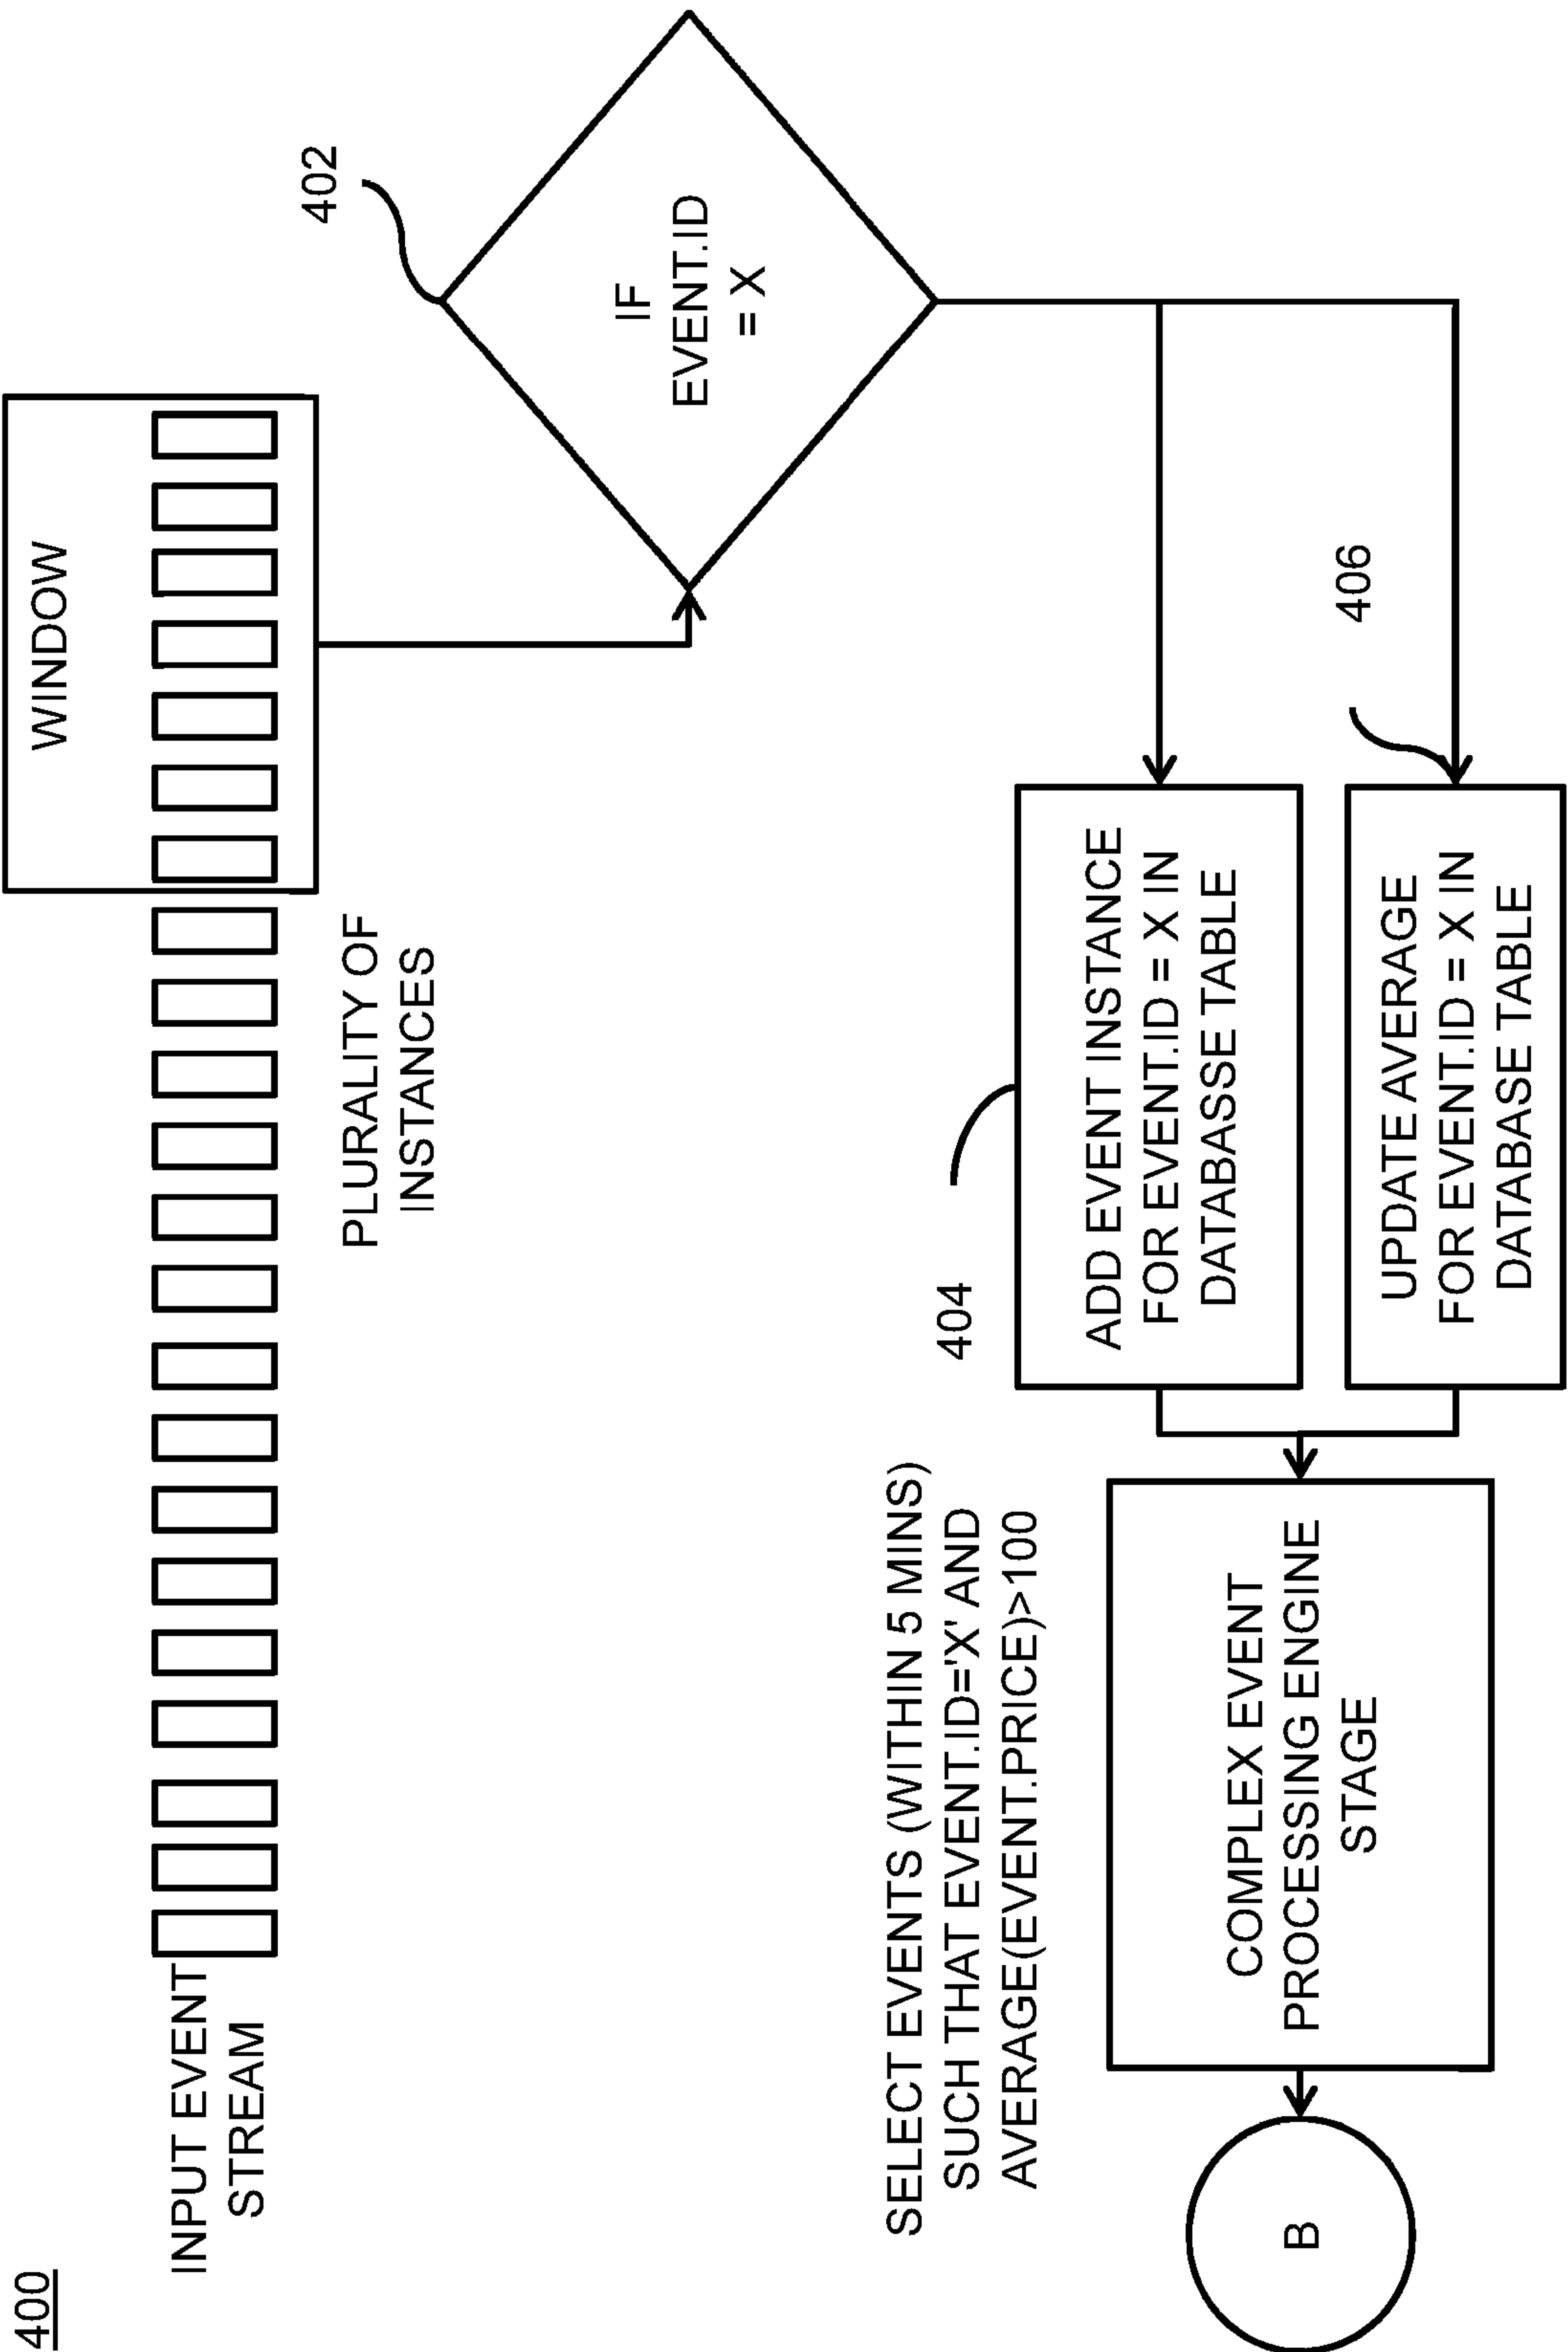 400
INPUT EVENT
STREAM
PLURALITY OF
INSTANCES
WINDOW
402
IF
EVENT.ID
= X
SELECT EVENTS (WITHIN 5 MINS)
SUCH THAT EVENT.ID='X' AND
AVERAGE(EVENT.PRICE)>100
404
ADD EVENT INSTANCE
FOR EVENT.ID = X IN
DATABASSE TABLE
406
UPDATE AVERAGE
FOR EVENT.ID = X IN
DATABASE TABLE
COMPLEX EVENT
PROCESSING ENGINE
STAGE
B